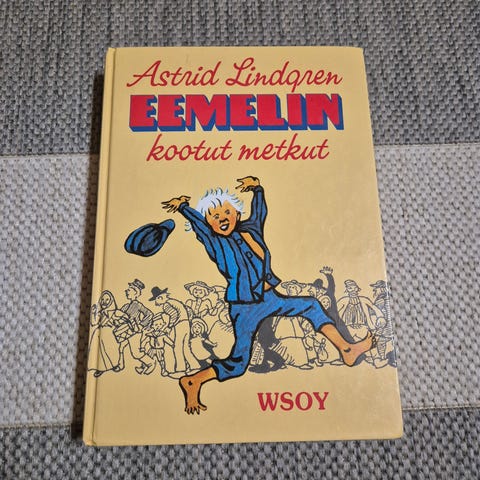 Astrid Lindgren
EEMELIN
kootut metkut
WSOY